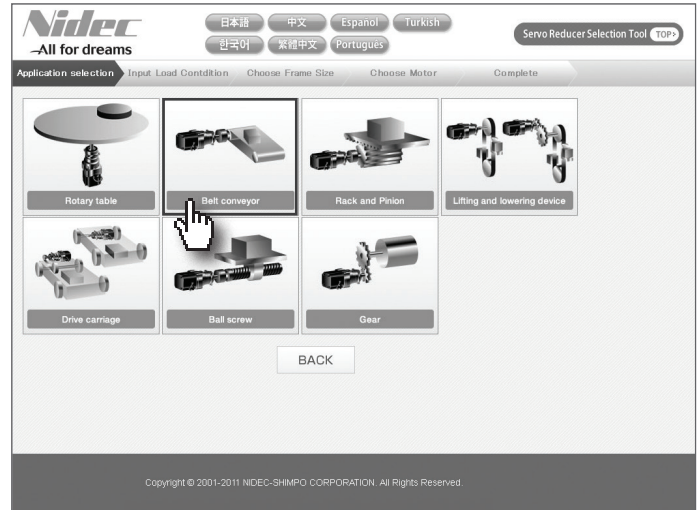 Nidec
-All for dreams
日本語 中文 Español Turkish
한국어 繁體中文 Português
Servo Reducer Selection Tool TOP>
Application selection Input Load Contdition Choose Frame Size Choose Motor Complete
Rotary table Belt conveyor Rack and Pinion Lifting and lowering device
Drive carriage Ball screw Gear
BACK
Copyright © 2001-2011 NIDEC-SHIMPO CORPORATION. All Rights Reserved.